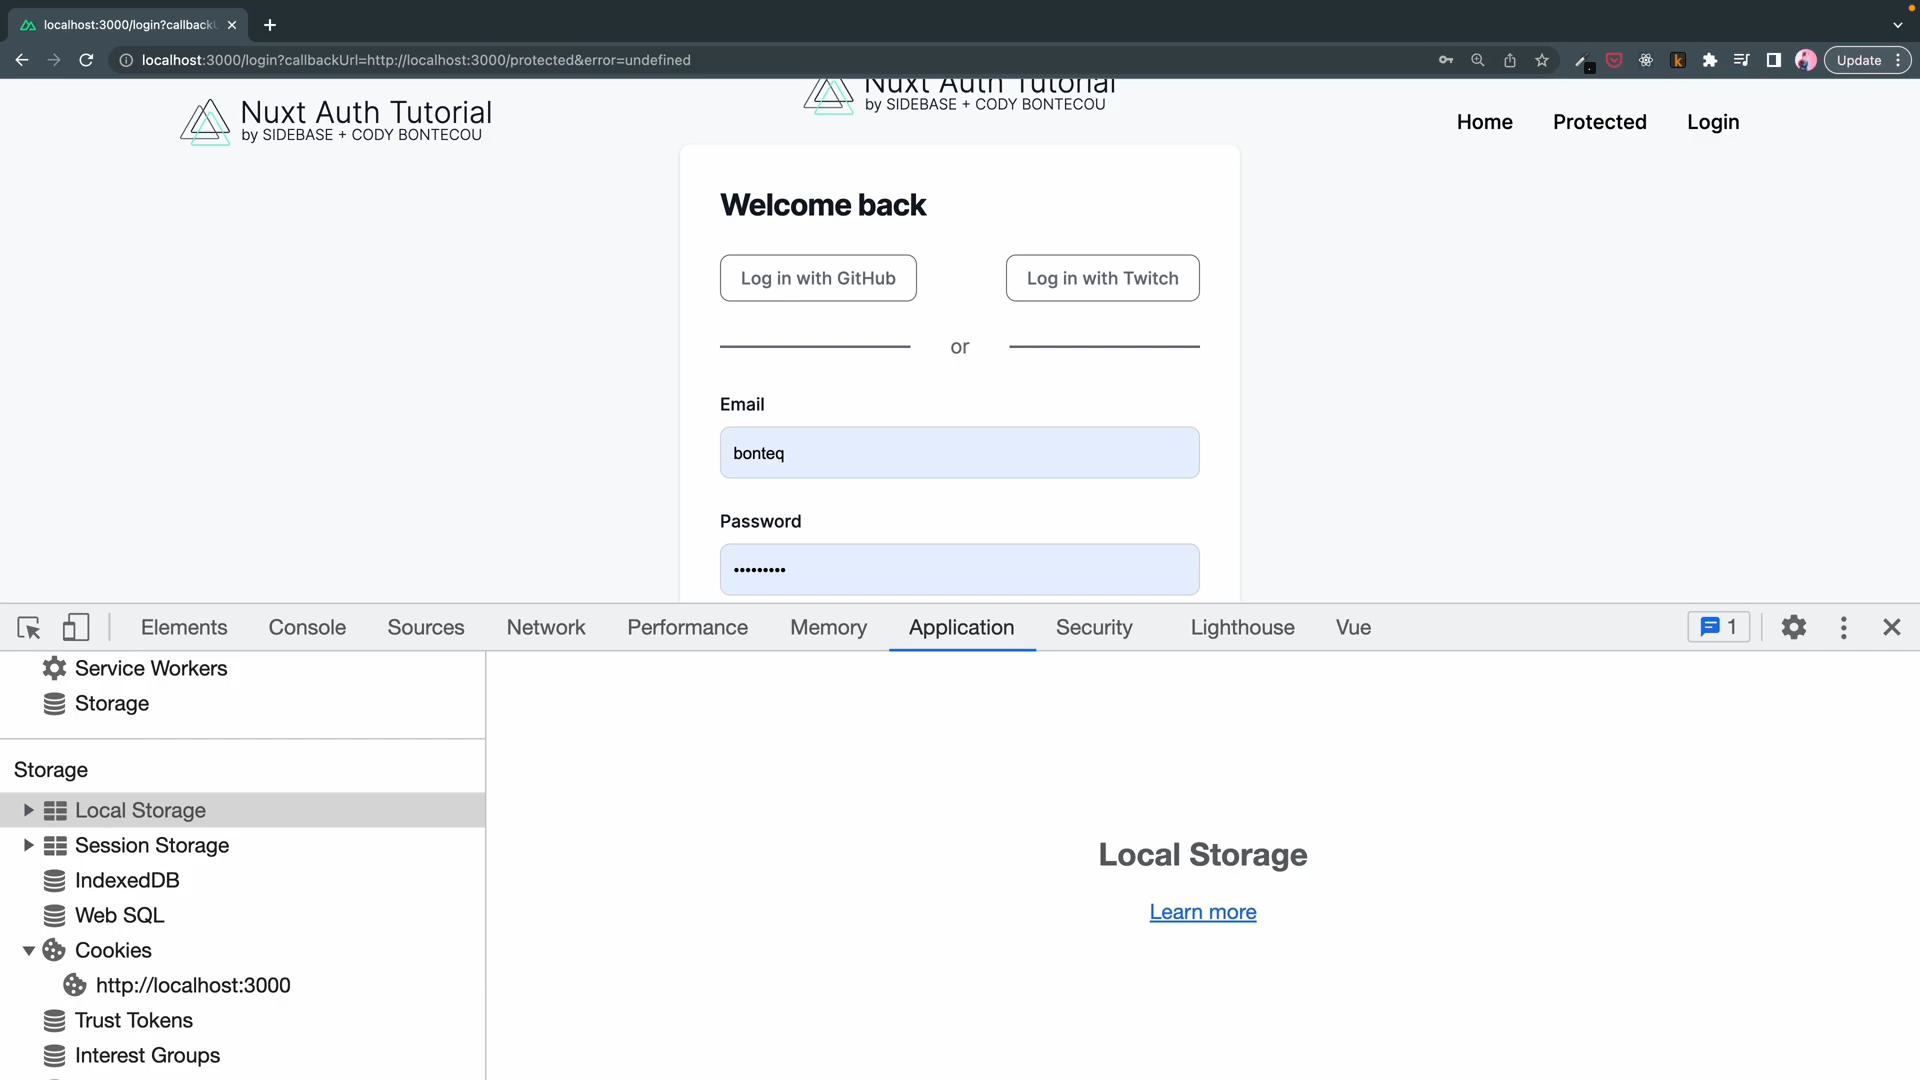 localhost:3000/login?callbackU
localhost:3000/login?callbackUrl=http://localhost:3000/protected&error=undefined
Update
Nuxt Auth Tutorial
by SIDEBASE + CODY BONTECOU
Nuxt Auth Tutorial
by SIDEBASE + CODY BONTECOU
Home Protected Login
Welcome back
Log in with GitHub Log in with Twitch
or
Email
bonteq
Password
•••••••••
Elements Console Sources Network Performance Memory Application Security Lighthouse Vue 1
Service Workers
Storage
Storage
Local Storage
Session Storage
IndexedDB
Web SQL
Cookies
http://localhost:3000
Trust Tokens
Interest Groups
Local Storage
Learn more